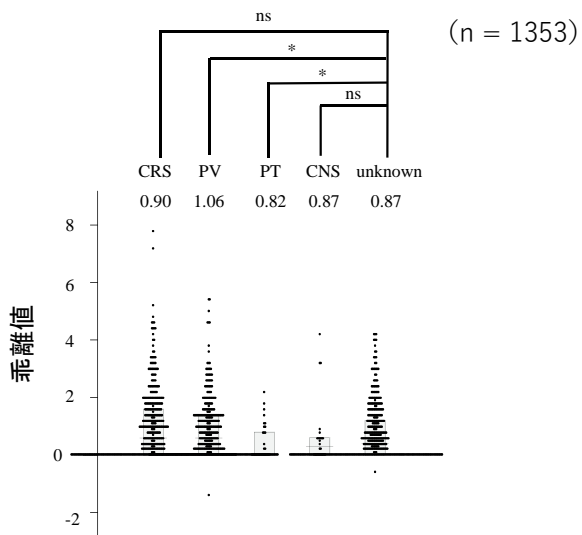 ns
(n = 1353)
*
*
ns
CRS PV PT CNS unknown
0.90 1.06 0.82 0.87 0.87
8
6
4
2
0
-2
乖離値